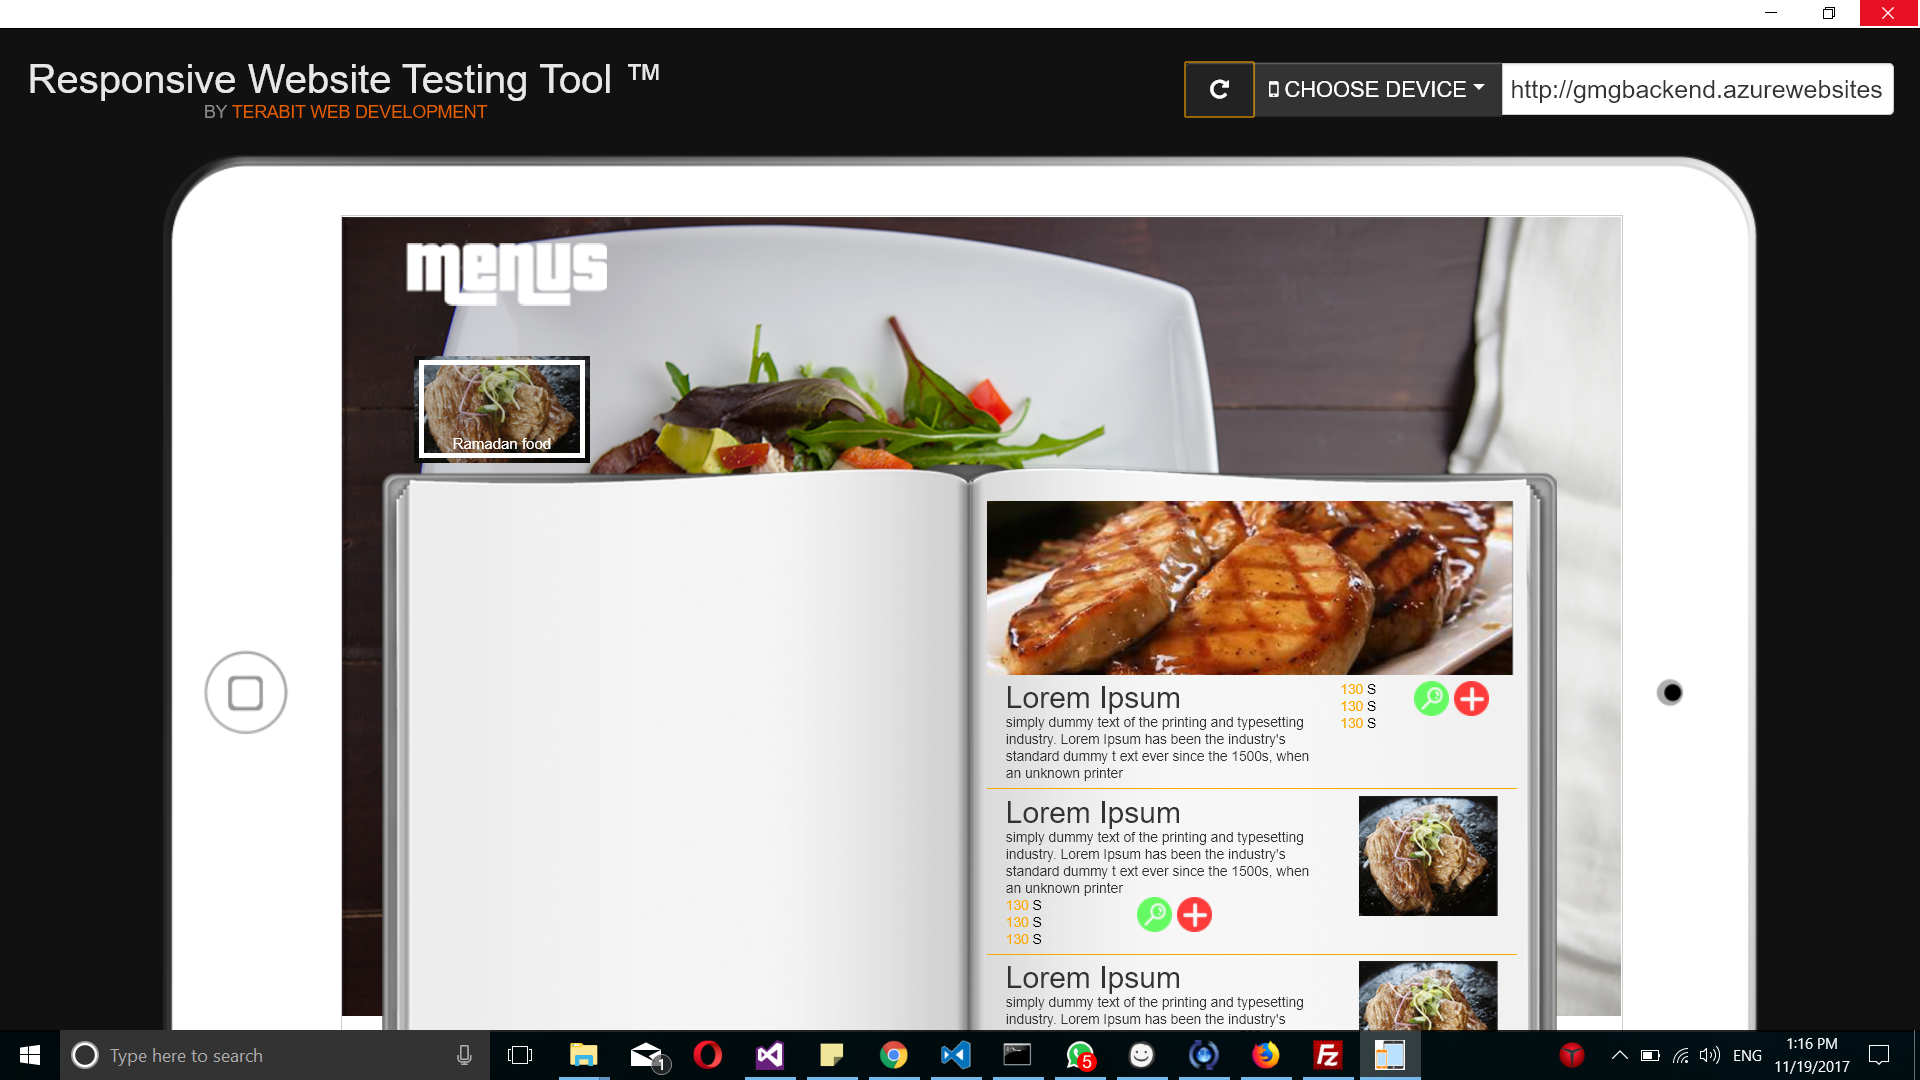 Responsive Website Testing Tool ™
BY TERABIT WEB DEVELOPMENT
CHOOSE DEVICE
http://gmgbackend.azurewebsites
menus
Ramadan food
Lorem Ipsum
simply dummy text of the printing and typesetting
industry. Lorem Ipsum has been the industry's
standard dummy t ext ever since the 1500s, when
an unknown printer
130 S
130 S
130 S
Lorem Ipsum
simply dummy text of the printing and typesetting
industry. Lorem Ipsum has been the industry's
standard dummy t ext ever since the 1500s, when
an unknown printer
130 S
130 S
130 S
Lorem Ipsum
simply dummy text of the printing and typesetting
industry. Lorem Ipsum has been the industry's
Type here to search
1
5
Fz
ENG
1:16 PM
11/19/2017